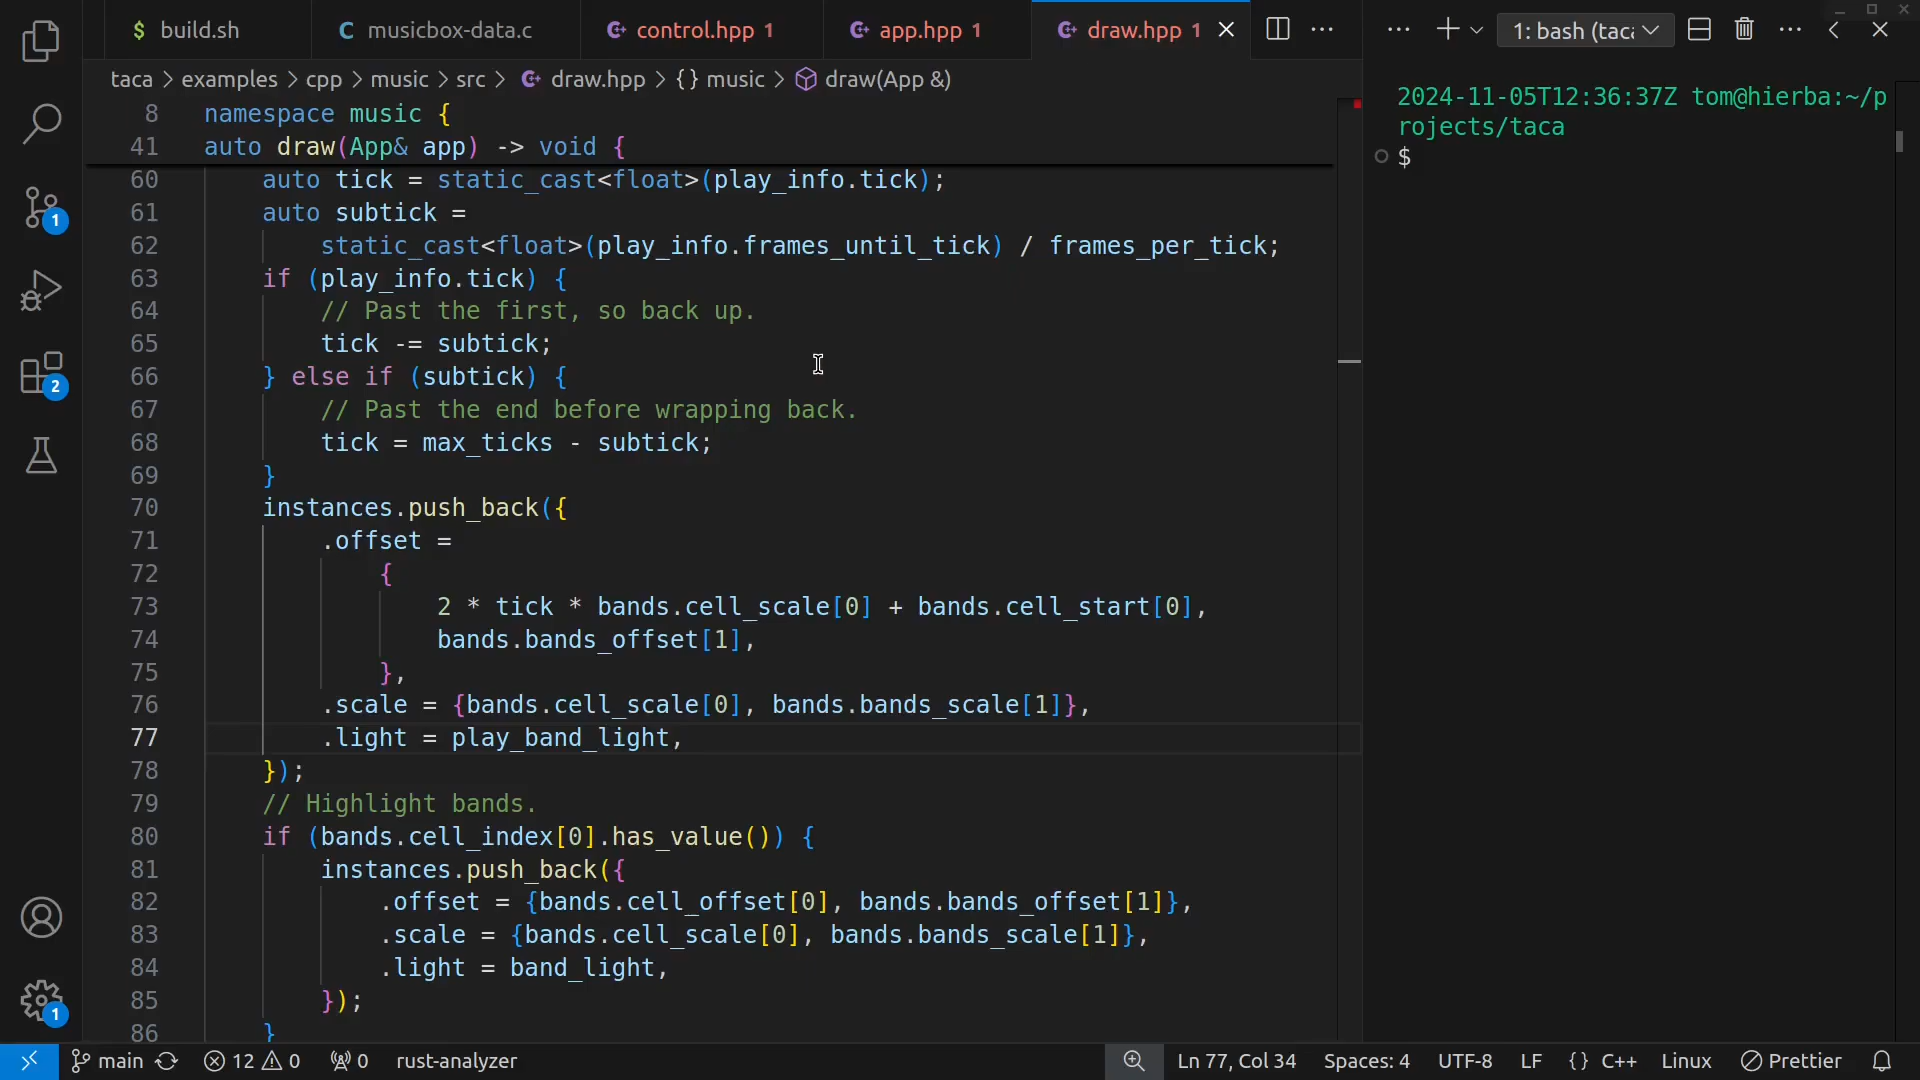 build.sh
musicbox-data.c
control.hpp 1
app.hpp 1
draw.hpp 1
1: bash (taca
taca > examples > cpp > music > src > draw.hpp > {} music > draw(App &)
8 namespace music {
41 auto draw(App& app) -> void {
60 auto tick = static_cast<float>(play_info.tick);
61 auto subtick =
62 static_cast<float>(play_info.frames_until_tick) / frames_per_tick;
63 if (play_info.tick) {
64 // Past the first, so back up.
65 tick -= subtick;
66 } else if (subtick) {
67 // Past the end before wrapping back.
68 tick = max_ticks - subtick;
69 }
70 instances.push_back({
71 .offset =
72 {
73 2 * tick * bands.cell_scale[0] + bands.cell_start[0],
74 bands.bands_offset[1],
75 },
76 .scale = {bands.cell_scale[0], bands.bands_scale[1]},
77 .light = play_band_light,
78 });
79 // Highlight bands.
80 if (bands.cell_index[0].has_value()) {
81 instances.push_back({
82 .offset = {bands.cell_offset[0], bands.bands_offset[1]},
83 .scale = {bands.cell_scale[0], bands.bands_scale[1]},
84 .light = band_light,
85 });
86 }
2024-11-05T12:36:37Z tom@hierba:~/p
rojects/taca
$
1
2
1
main 12 0 0 rust-analyzer Ln 77, Col 34 Spaces: 4 UTF-8 LF {} C++ Linux Prettier